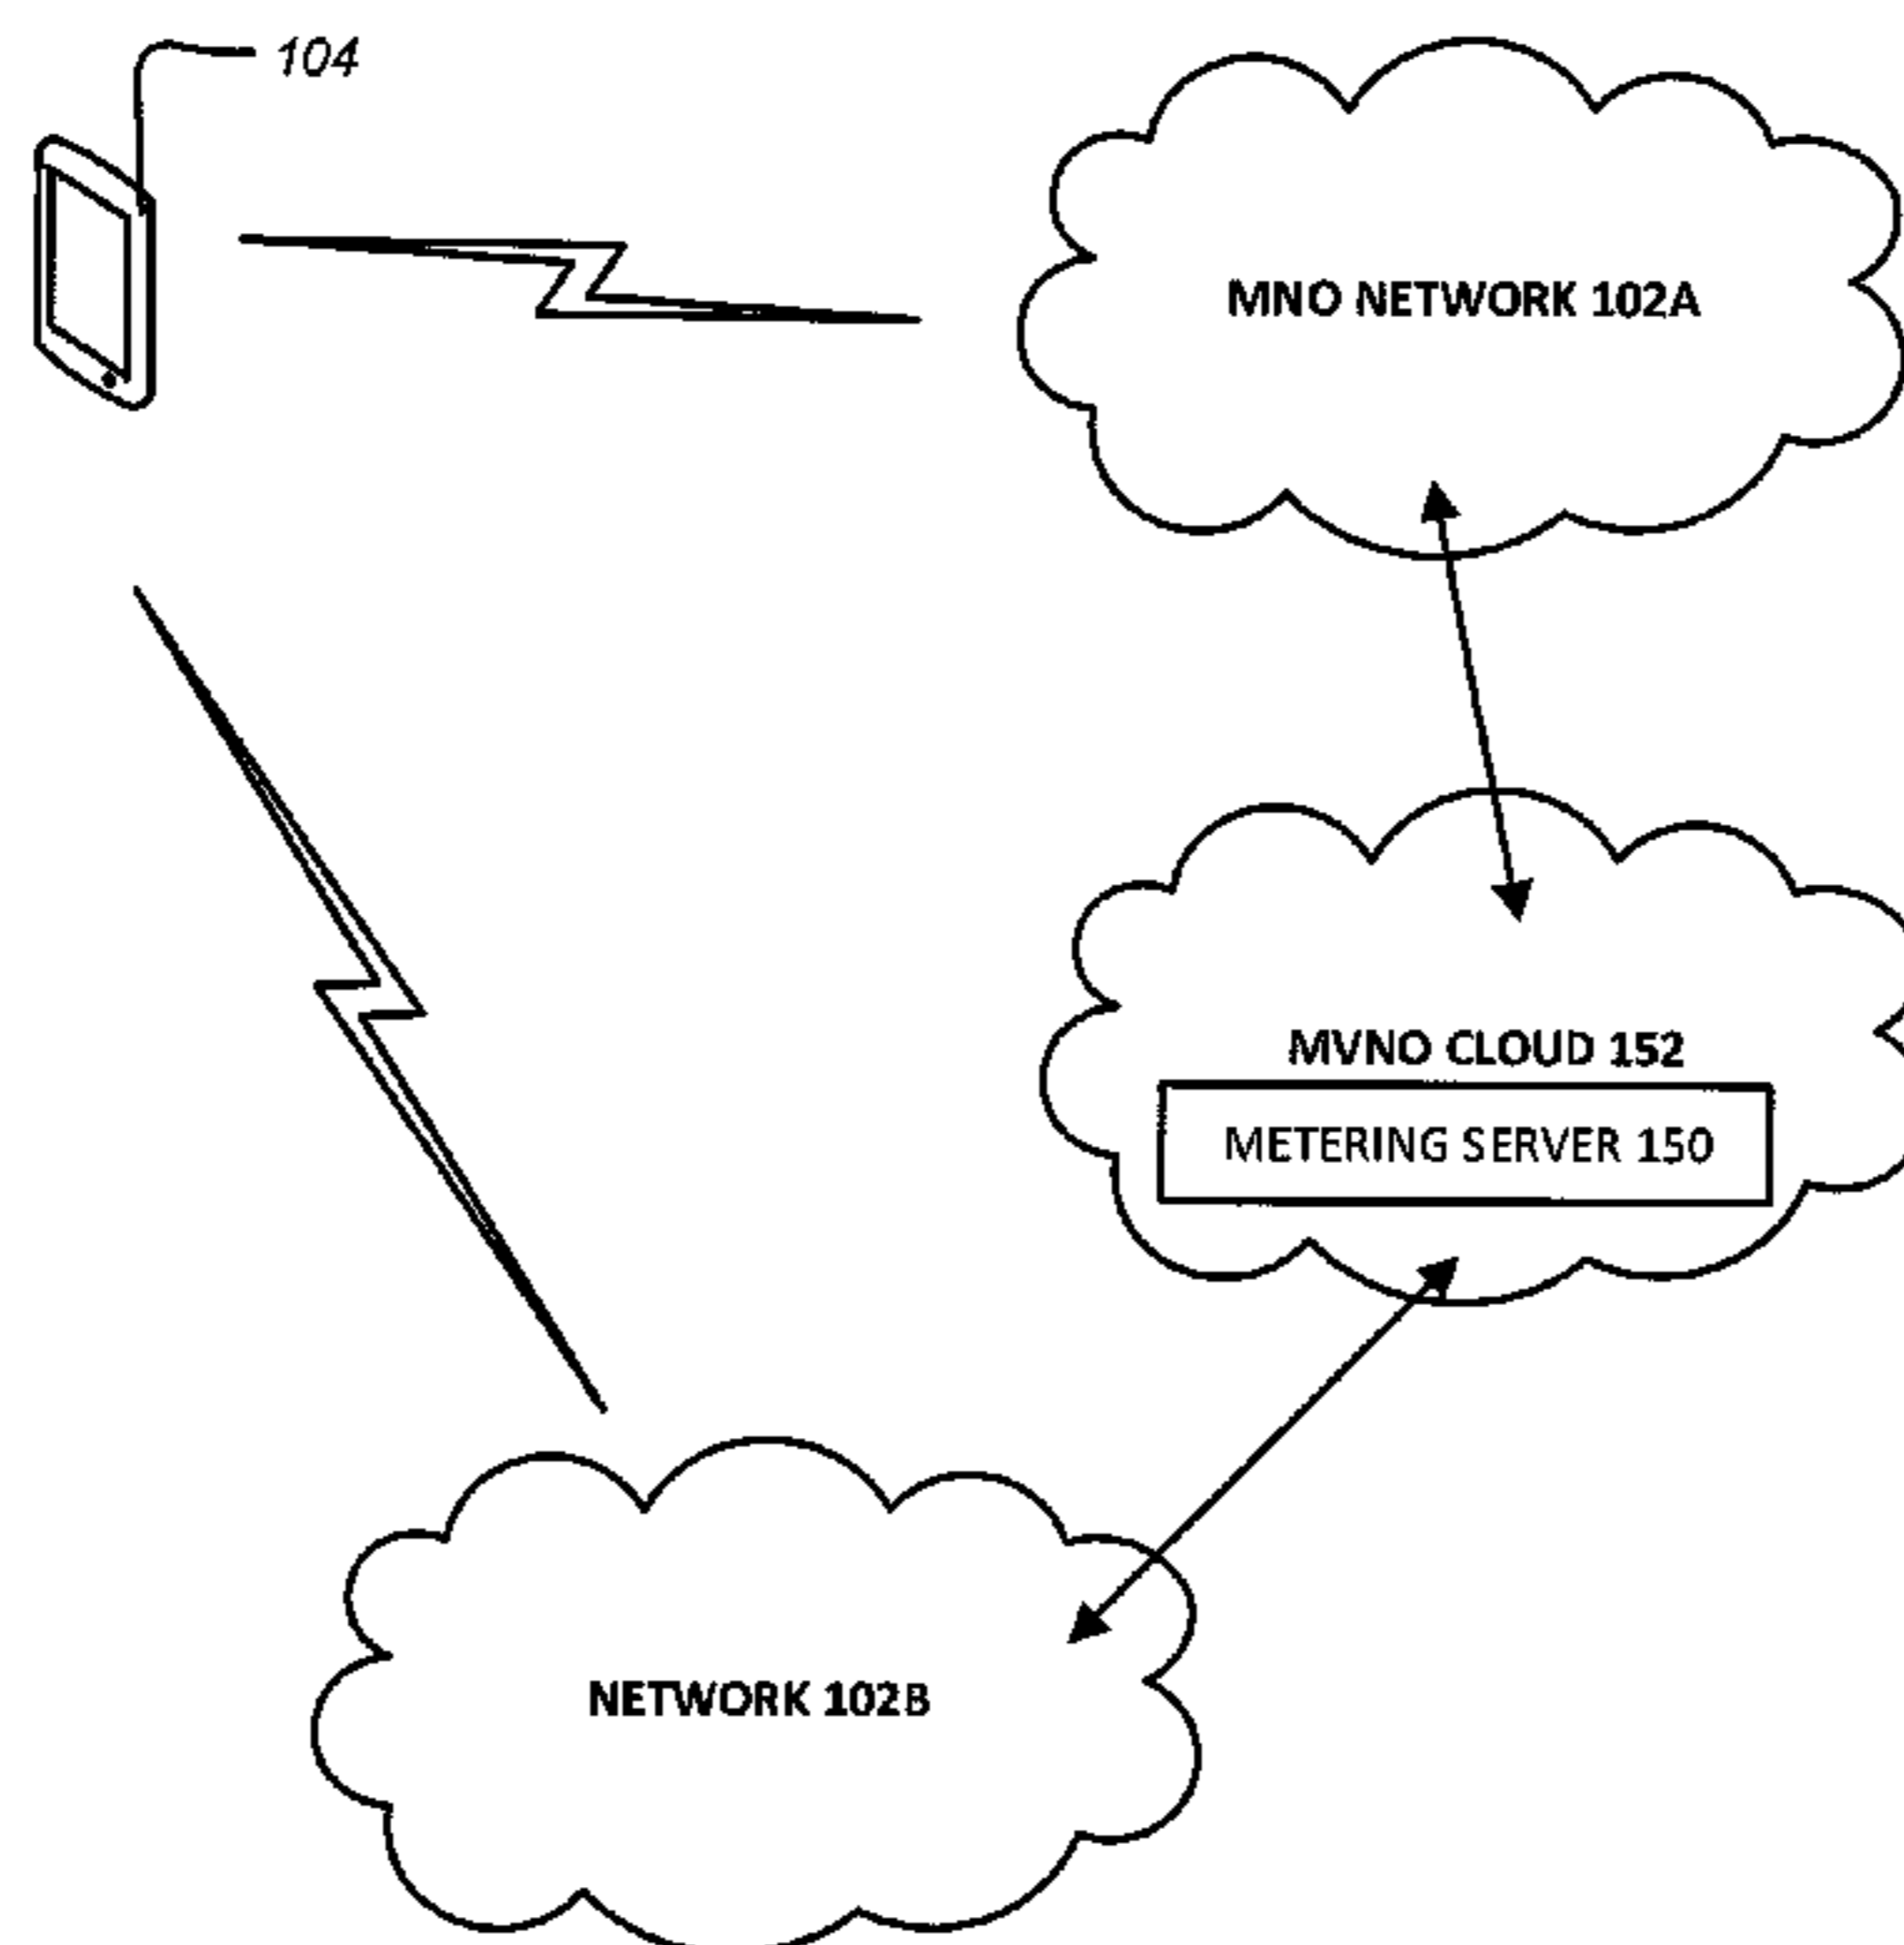 104
MNO NETWORK 102A
MVNO CLOUD 152
METERING SERVER 150
NETWORK 102B